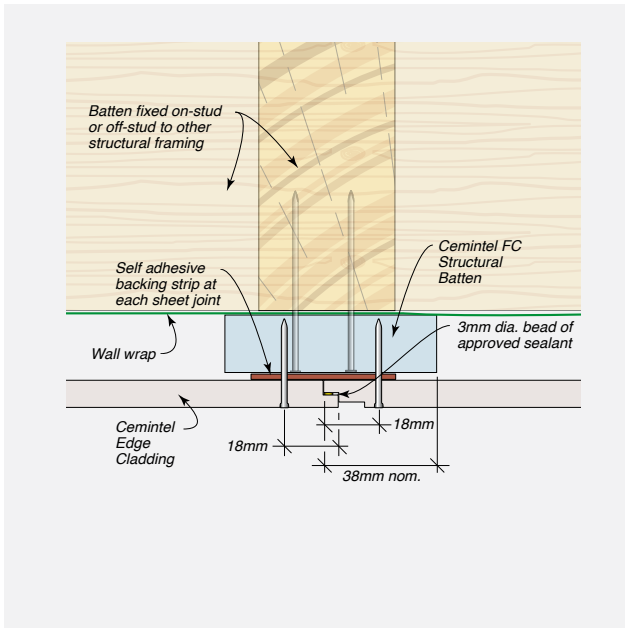 Batten fixed on-stud
or off-stud to other
structural framing
Cemintel FC
Structural
Batten
Self adhesive
backing strip at
each sheet joint
3mm dia. bead of
approved sealant
Wall wrap
Cemintel
Edge
Cladding
18mm
18mm
38mm nom.